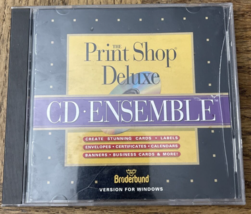 THE
Print Shop
Deluxe
CD·ENSEMBLE™
CREATE STUNNING CARDS • LABELS
ENVELOPES • CERTIFICATES • CALENDARS
BANNERS • BUSINESS CARDS & MORE!
Brøderbund
VERSION FOR WINDOWS